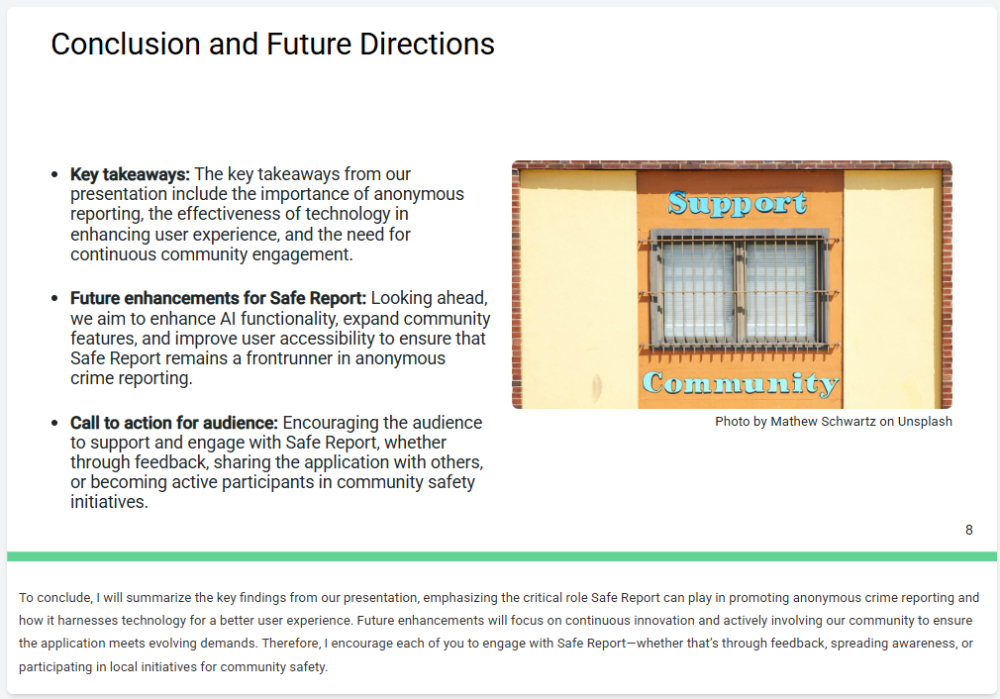 Conclusion and Future Directions
• Key takeaways: The key takeaways from our
presentation include the importance of anonymous
reporting, the effectiveness of technology in
enhancing user experience, and the need for
continuous community engagement.
• Future enhancements for Safe Report: Looking ahead,
we aim to enhance AI functionality, expand community
features, and improve user accessibility to ensure that
Safe Report remains a frontrunner in anonymous
crime reporting.
• Call to action for audience: Encouraging the audience
to support and engage with Safe Report, whether
through feedback, sharing the application with others,
or becoming active participants in community safety
initiatives.
Support
Community
Photo by Mathew Schwartz on Unsplash
8
To conclude, I will summarize the key findings from our presentation, emphasizing the critical role Safe Report can play in promoting anonymous crime reporting and
how it harnesses technology for a better user experience. Future enhancements will focus on continuous innovation and actively involving our community to ensure
the application meets evolving demands. Therefore, I encourage each of you to engage with Safe Report—whether that's through feedback, spreading awareness, or
participating in local initiatives for community safety.